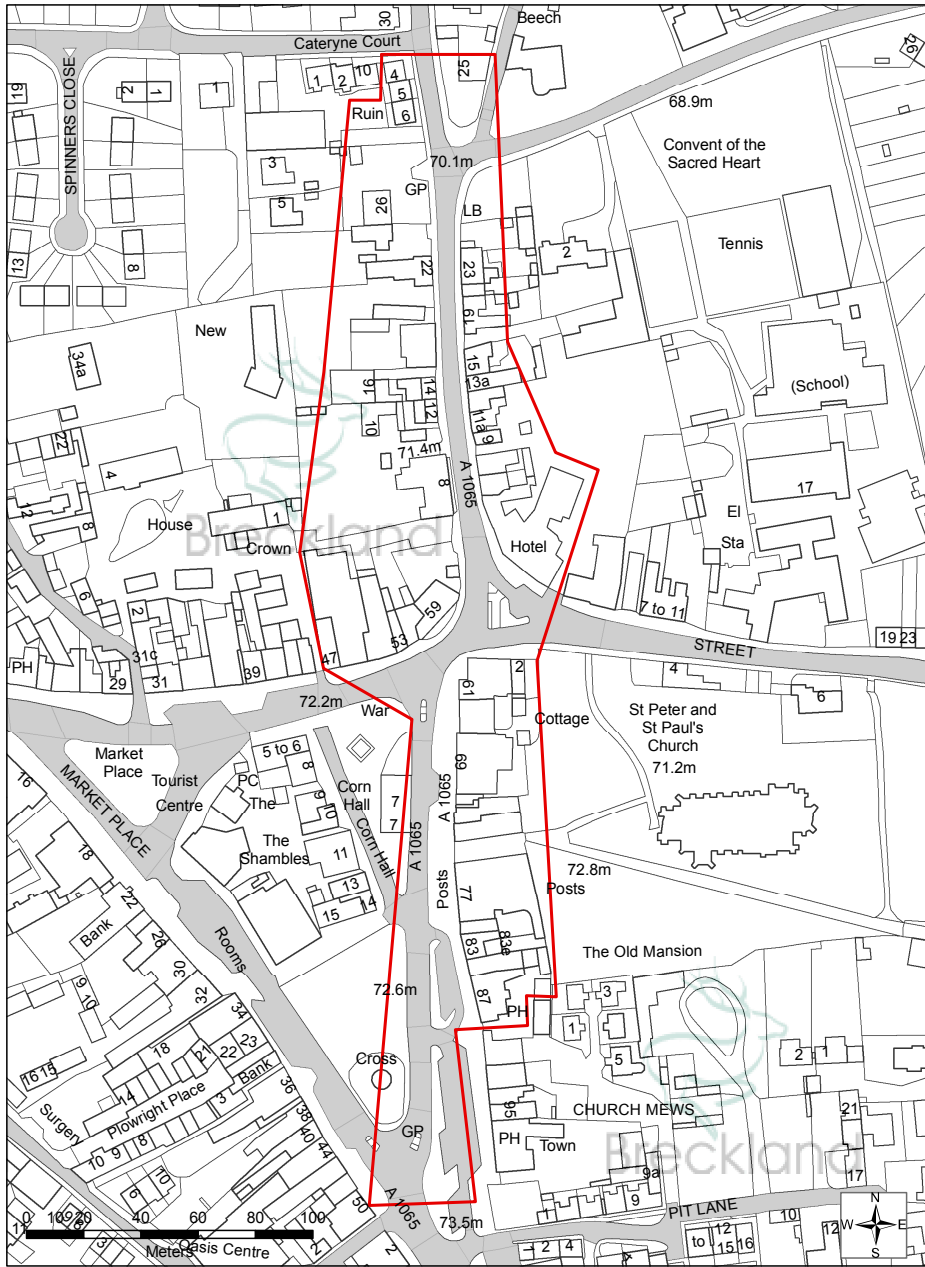 Beech
30
Cateryne Court
25
10
4
1
2
5
6
Ruin
19
2
1
1
SPINNERS CLOSE
68.9m
Convent of the
Sacred Heart
70.1m
3
GP
5
26
LB
2
Tennis
13
8
22
23
19
New
34a
15
13a
(School)
16
14
12
11a
9
10
71.4m
22
4
A 1065
8
17
12
8
House
1
Crown
Hotel
El
Sta
Breckland
6
2
59
7 to 11
53
STREET
19 23
PH
31c
29
31
39
47
2
4
61
6
72.2m
War
Cottage
St Peter and
St Paul's
Church
71.2m
Market
Place
Tourist
Centre
5 to 6
8
PC
The
9
10
Corn
Hall
7
7
69
A 1065
16
MARKET PLACE
The
Shambles
11
Corn Hall
A 1065
18
13
14
15
Posts
77
72.8m
Posts
22
Bank
26
83
83e
The Old Mansion
Rooms
30
32
9
10
72.6m
87
PH
3
1
34
23
22
21
18
Bank
16 15
14
Cross
5
2
1
Plowright Place
3
36
Surgery
8
10 9
38
40
44
GP
95
CHURCH MEWS
21
PH
Town
Breckland
9a
17
6
10
50
A 1065
1
9
PIT LANE
73.5m
10
12
0 20 40 60 80 100
Meters
Oasis Centre
11
3
2
2
1 2 4
4
to
12
15 16
N
W E
S